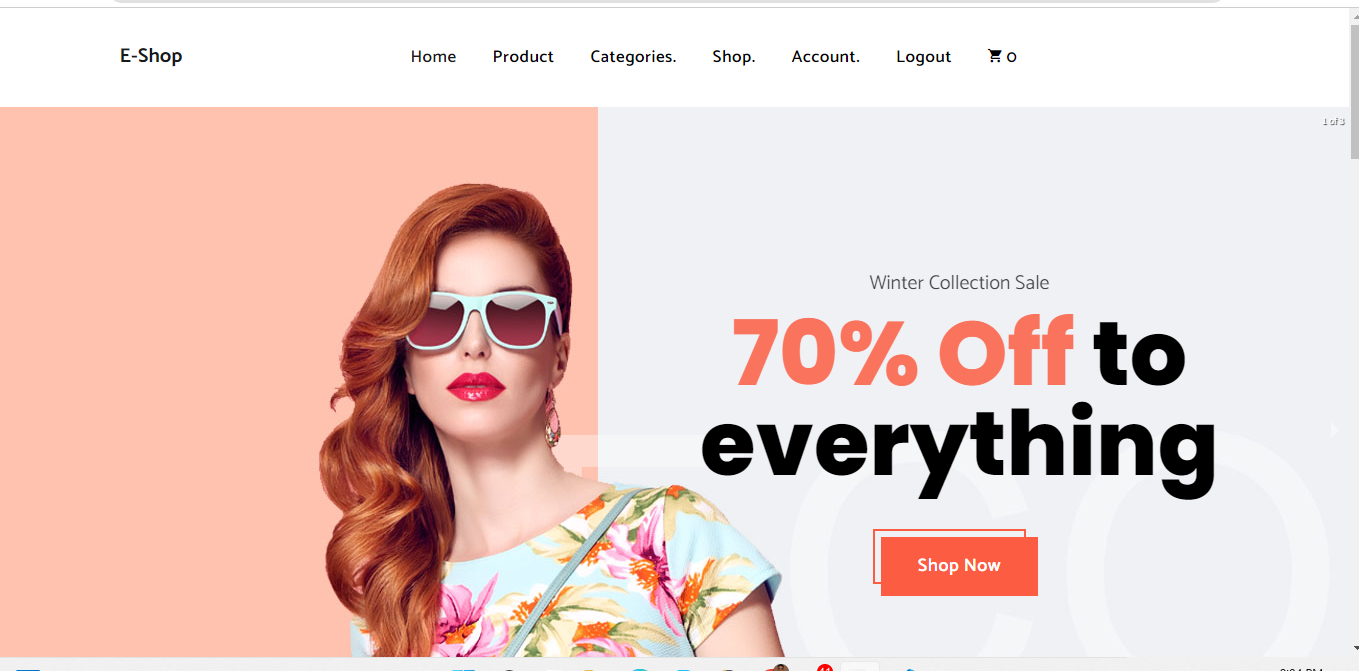 E-Shop
Home Product Categories. Shop. Account. Logout 0
1 of 3
Winter Collection Sale
70% Off to
everything
CO
Shop Now